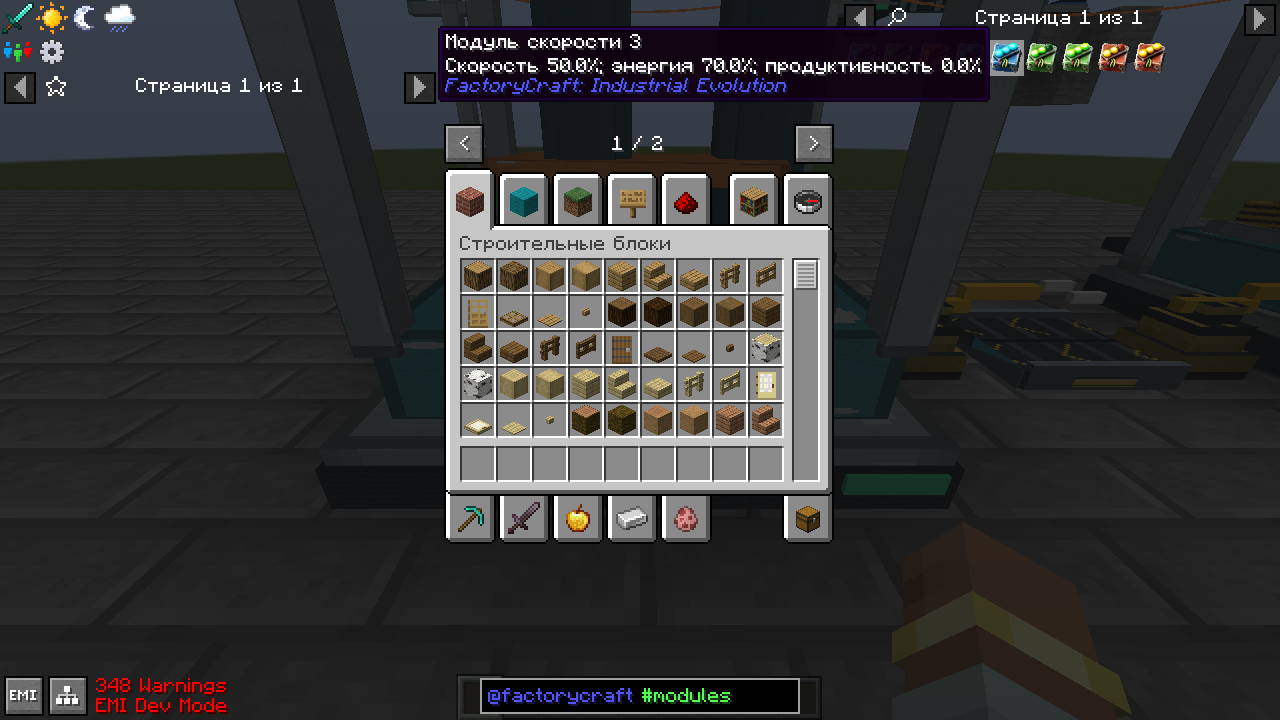 Страница 1 из 1
Модуль скорости 3
Скорость 50.0%; энергия 70.0%; продуктивность 0.0%
FactoryCraft: Industrial Evolution
Страница 1 из 1
< 1 / 2 >
Строительные блоки
EMI
348 Warnings
EMI Dev Mode
@factorycraft #modules